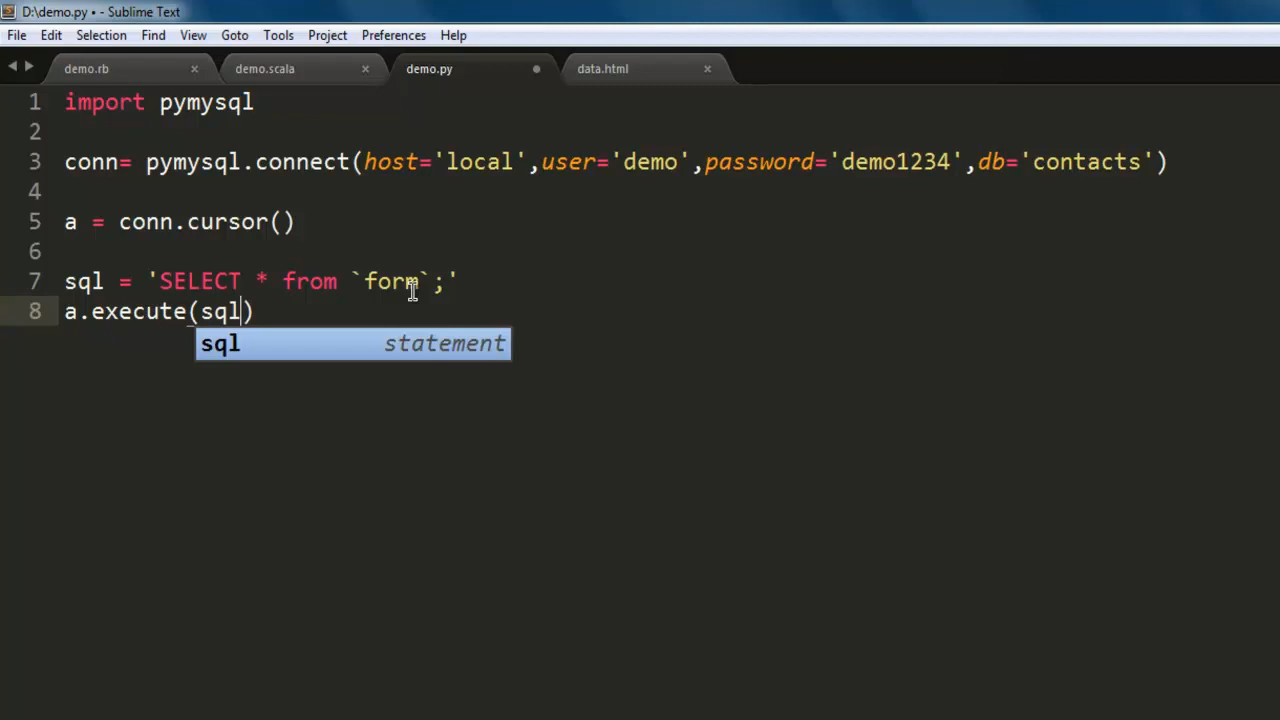 D:\demo.py • - Sublime Text
File Edit Selection Find View Goto Tools Project Preferences Help
demo.rb × demo.scala × demo.py data.html ×
1 import pymysql
2
3 conn= pymysql.connect(host='local',user='demo',password='demo1234',db='contacts')
4
5 a = conn.cursor()
6
7 sql = 'SELECT * from `form`;'
8 a.execute(sql)
sql statement